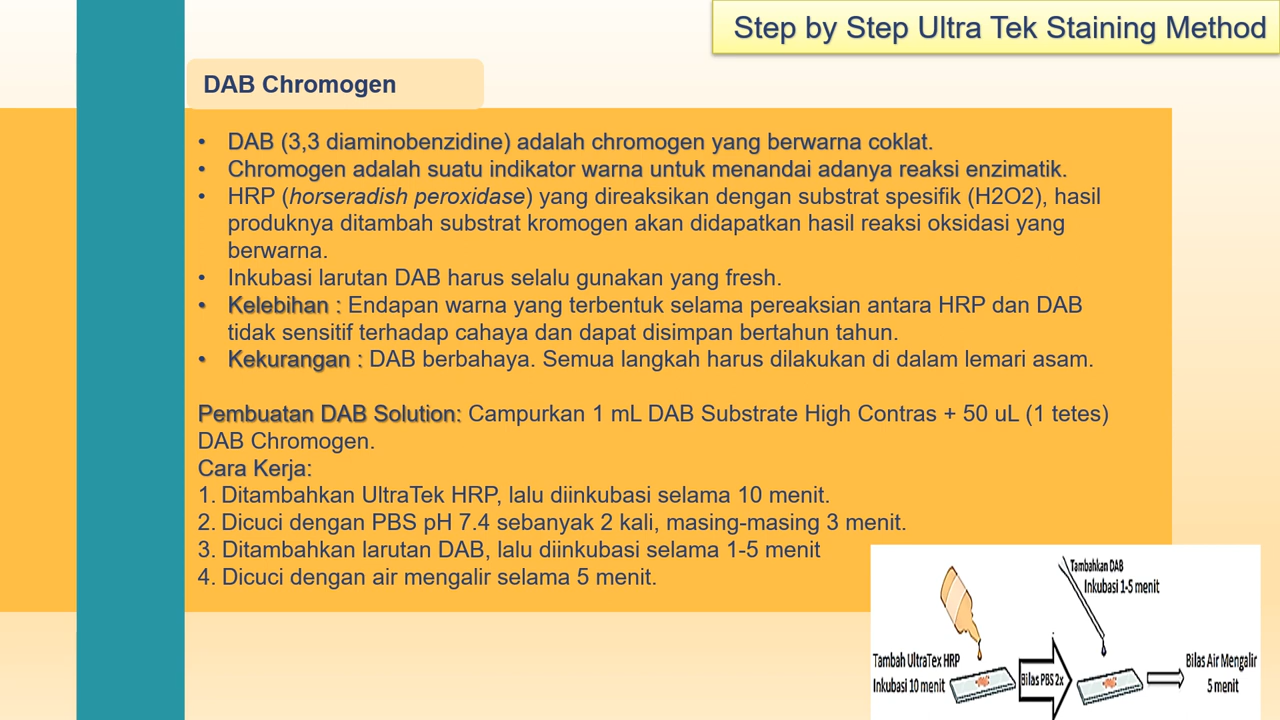 Step by Step Ultra Tek Staining Method
DAB Chromogen
• DAB (3,3 diaminobenzidine) adalah chromogen yang berwarna coklat.
• Chromogen adalah suatu indikator warna untuk menandai adanya reaksi enzimatik.
• HRP (horseradish peroxidase) yang direaksikan dengan substrat spesifik (H2O2), hasil
produknya ditambah substrat kromogen akan didapatkan hasil reaksi oksidasi yang
berwarna.
• Inkubasi larutan DAB harus selalu gunakan yang fresh.
• Kelebihan : Endapan warna yang terbentuk selama pereaksian antara HRP dan DAB
tidak sensitif terhadap cahaya dan dapat disimpan bertahun tahun.
• Kekurangan : DAB berbahaya. Semua langkah harus dilakukan di dalam lemari asam.
Pembuatan DAB Solution: Campurkan 1 mL DAB Substrate High Contras + 50 uL (1 tetes)
DAB Chromogen.
Cara Kerja:
1. Ditambahkan UltraTek HRP, lalu diinkubasi selama 10 menit.
2. Dicuci dengan PBS pH 7.4 sebanyak 2 kali, masing-masing 3 menit.
3. Ditambahkan larutan DAB, lalu diinkubasi selama 1-5 menit
4. Dicuci dengan air mengalir selama 5 menit.
Tambahkan DAB
Inkubasi 1-5 menit
Tambah UltraTex HRP
Inkubasi 10 menit
Bilas PBS 2x
Bilas Air Mengalir
5 menit